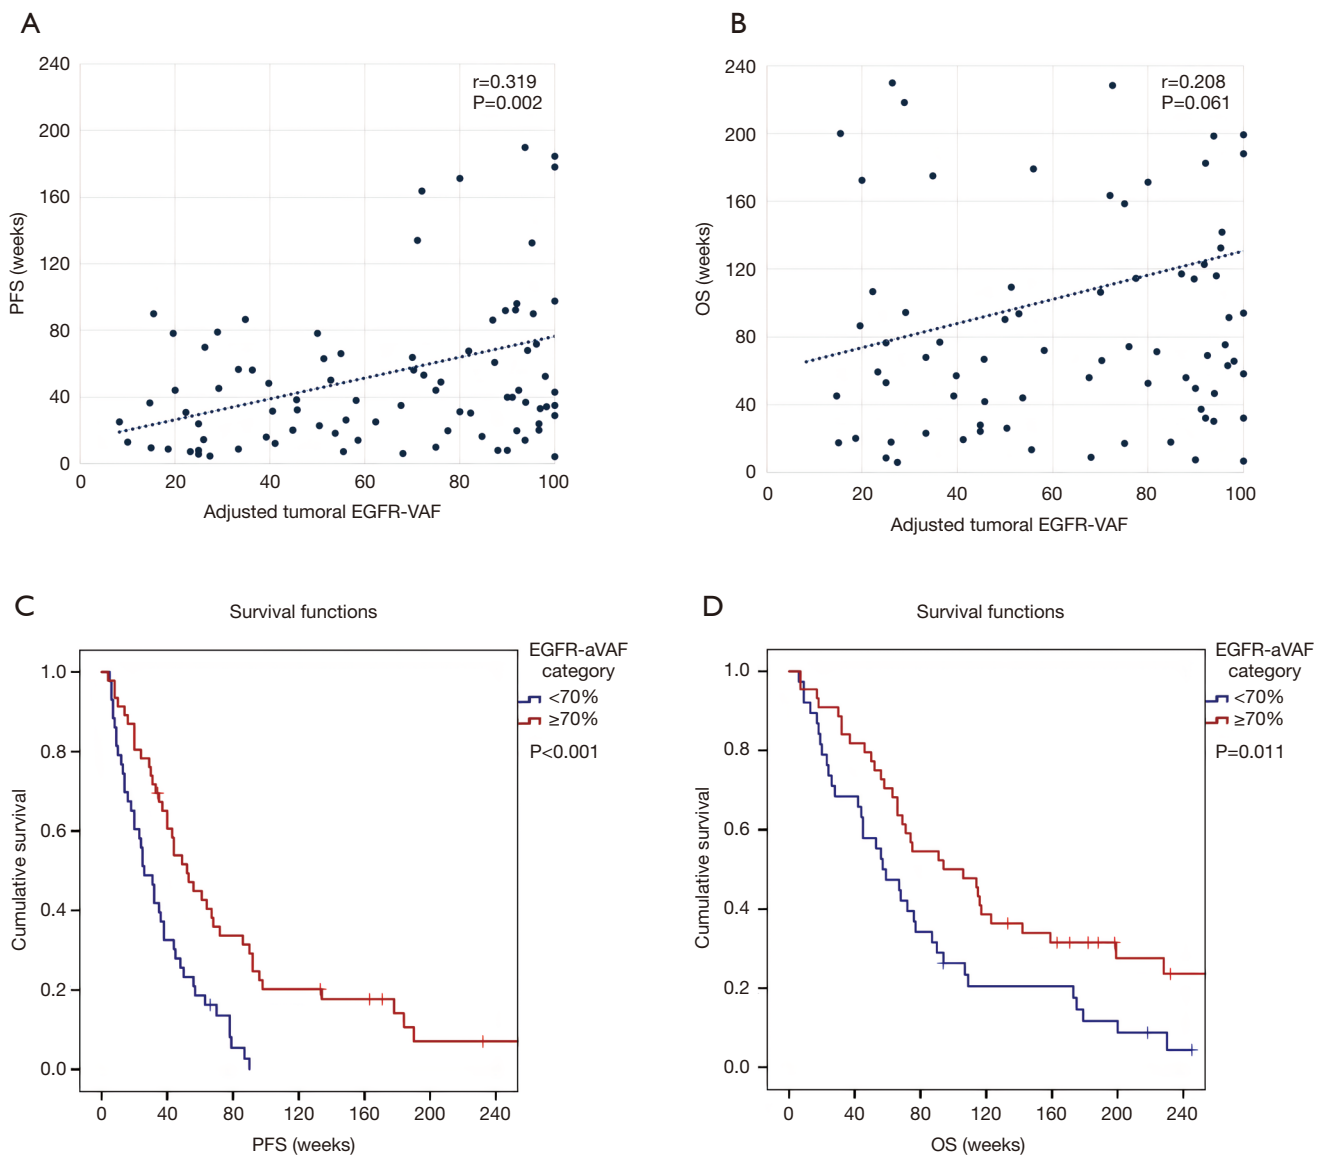 A
r=0.319
P=0.002
240
200
160
120
80
40
0
PFS (weeks)
0 20 40 60 80 100
Adjusted tumoral EGFR-VAF
B
r=0.208
P=0.061
240
200
160
120
80
40
0
OS (weeks)
0 20 40 60 80 100
Adjusted tumoral EGFR-VAF
C
Survival functions
EGFR-aVAF
category
<70%
≥70%
P<0.001
1.0
0.8
0.6
0.4
0.2
0.0
Cumulative survival
0 40 80 120 160 200 240
PFS (weeks)
D
Survival functions
EGFR-aVAF
category
<70%
≥70%
P=0.011
1.0
0.8
0.6
0.4
0.2
0.0
Cumulative survival
0 40 80 120 160 200 240
OS (weeks)